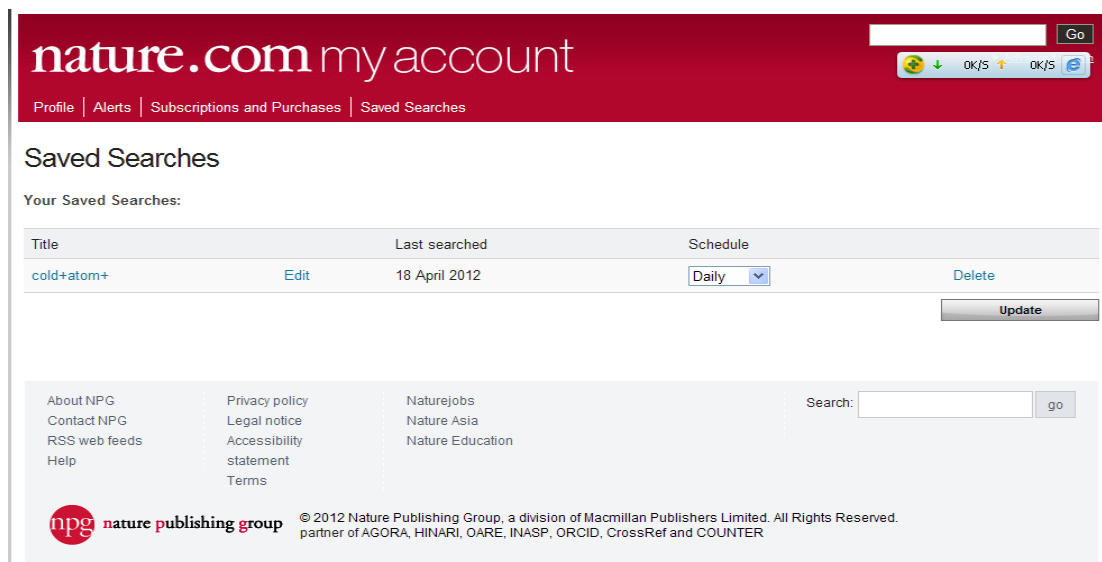 nature.com my account
Go
0K/S 0K/S
Profile | Alerts | Subscriptions and Purchases | Saved Searches
Saved Searches
Your Saved Searches:
Title Last searched Schedule
cold+atom+ Edit 18 April 2012 Daily Delete
Update
About NPG
Contact NPG
RSS web feeds
Help
Privacy policy
Legal notice
Accessibility
statement
Terms
Naturejobs
Nature Asia
Nature Education
Search: go
npg nature publishing group
© 2012 Nature Publishing Group, a division of Macmillan Publishers Limited. All Rights Reserved.
partner of AGORA, HINARI, OARE, INASP, ORCID, CrossRef and COUNTER